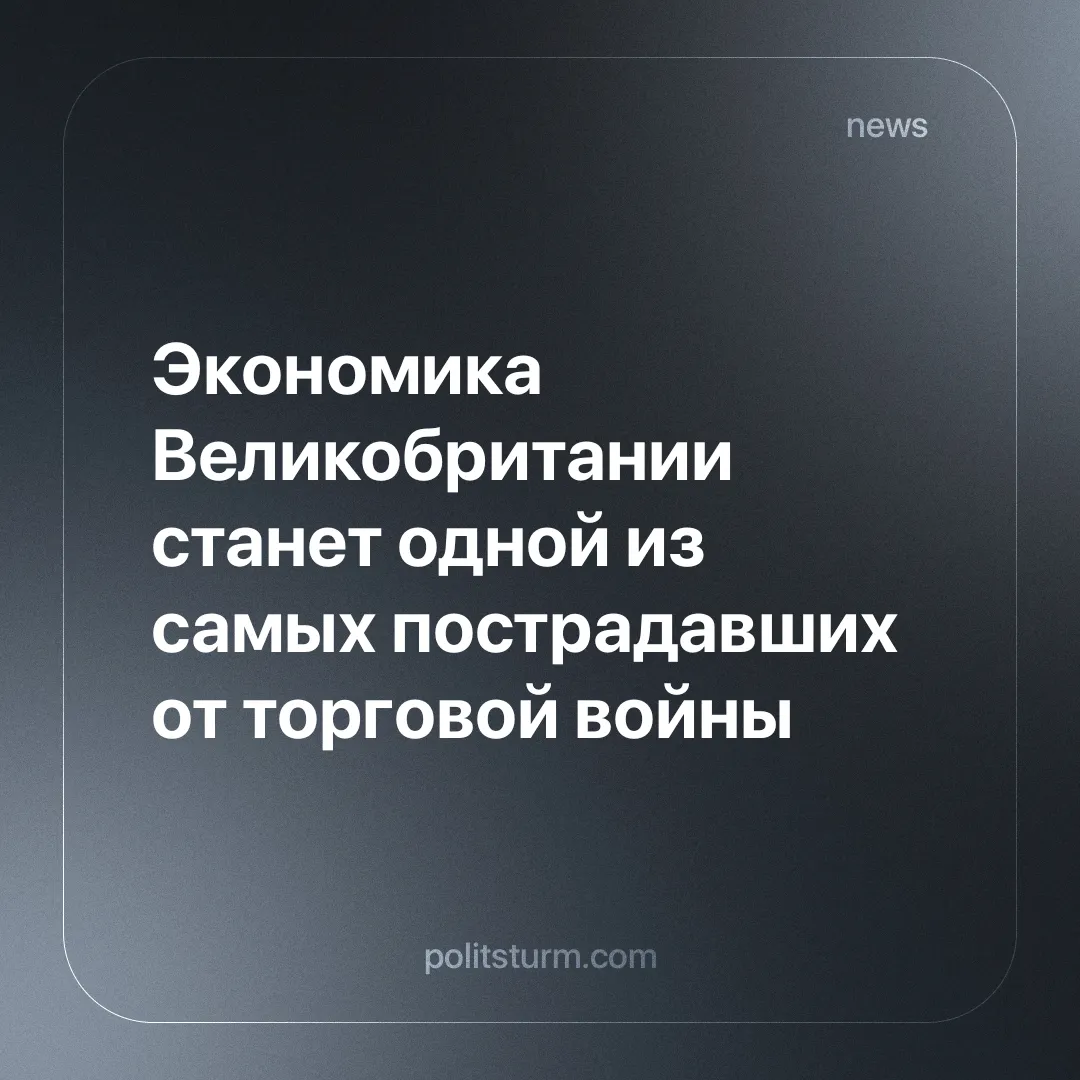 news
Экономика
Великобритании
станет одной из
самых пострадавших
от торговой войны
politsturm.com